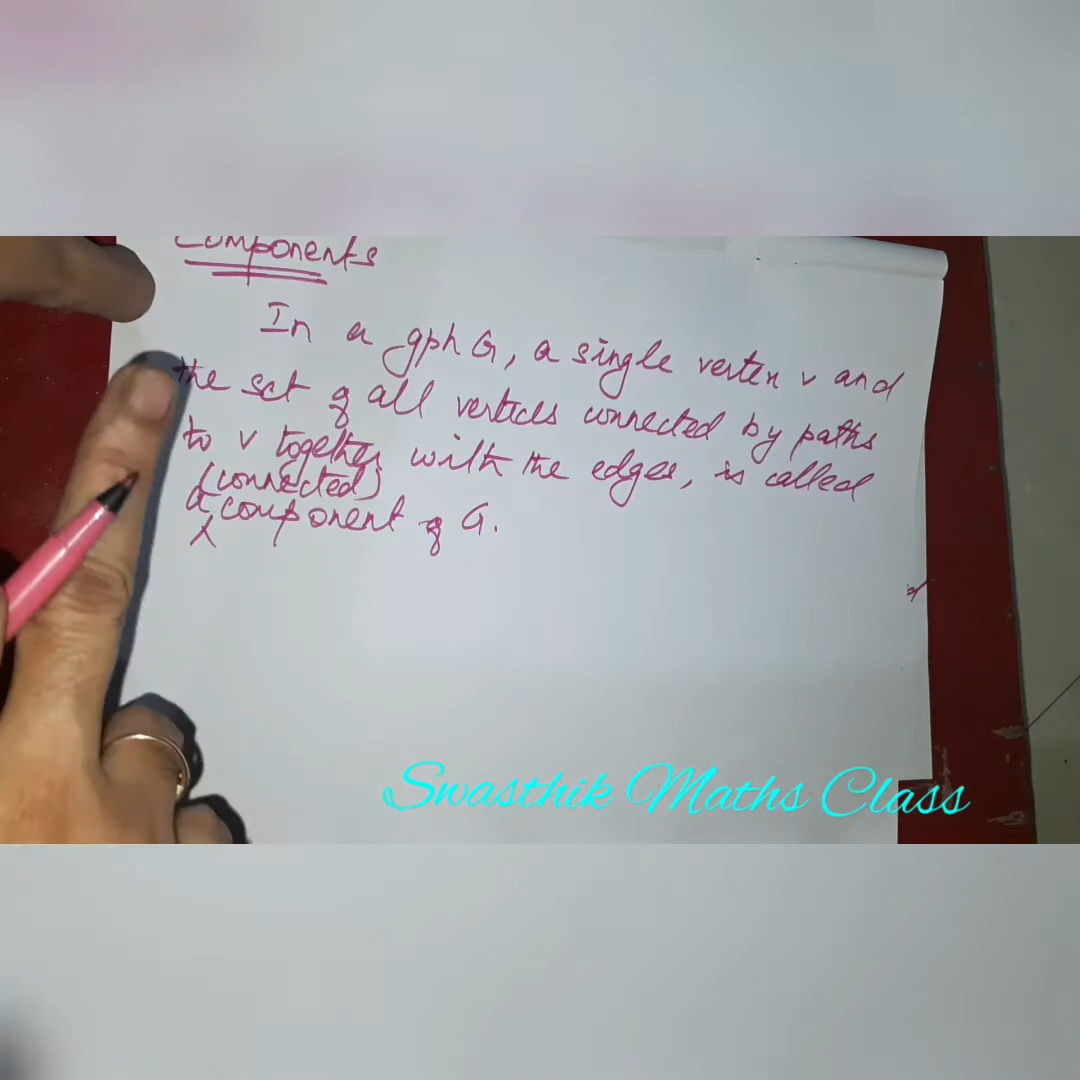 Components
In a gph G, a single vertex v and
the set of all vertices connected by paths
to v together with the edges, is called
(connected)
a component of G.
Swasthik Maths Class